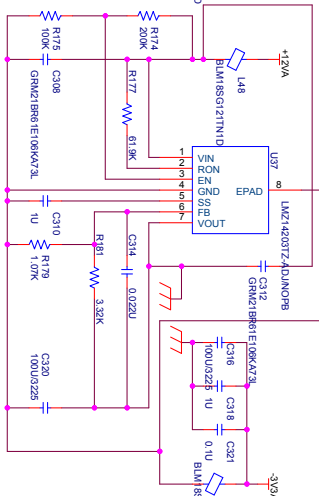 R175
100K
R174
200K
C308
GRM21BR61E106KA73L
R177
61.9K
L48
BLM18SG121TN1D
+12VA
U37
LMZ14203TZ-ADJ/NOPB
1
2
3
4
5
6
7
8
VIN
RON
EN
GND
SS
FB
VOUT
EPAD
C310
1U
R179
1.07K
R181
3.32K
C314
0.022U
C312
GRM21BR61E106KA73L
C320
100U/3225
C316
100U/3225
C318
1U
C321
0.1U
BLM18S
-3V3A